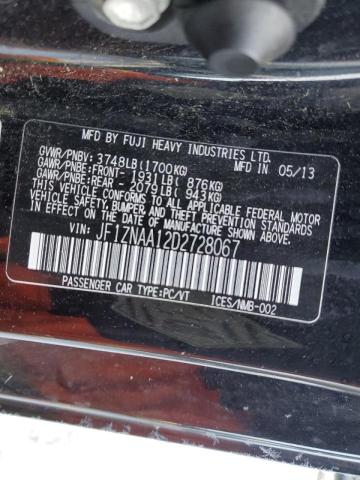 MFD BY FUJI HEAVY INDUSTRIES LTD.
GVWR/PNBV: 3748LB(1700KG) MFD IN 05/13
GAWR/PNBE:FRONT- 1931LB( 876KG)
GAWR/PNBE:REAR - 2079LB( 943KG)
THIS VEHICLE CONFORMS TO ALL APPLICABLE FEDERAL MOTOR
VEHICLE SAFETY, BUMPER AND THEFT PREVENTION STANDARDS
IN EFFECT ON THE DATE OF MANUFACTURE SHOWN ABOVE.
VIN: JF1ZNAA12D2728067
PASSENGER CAR TYPE:PC/VT ICES/NMB-002